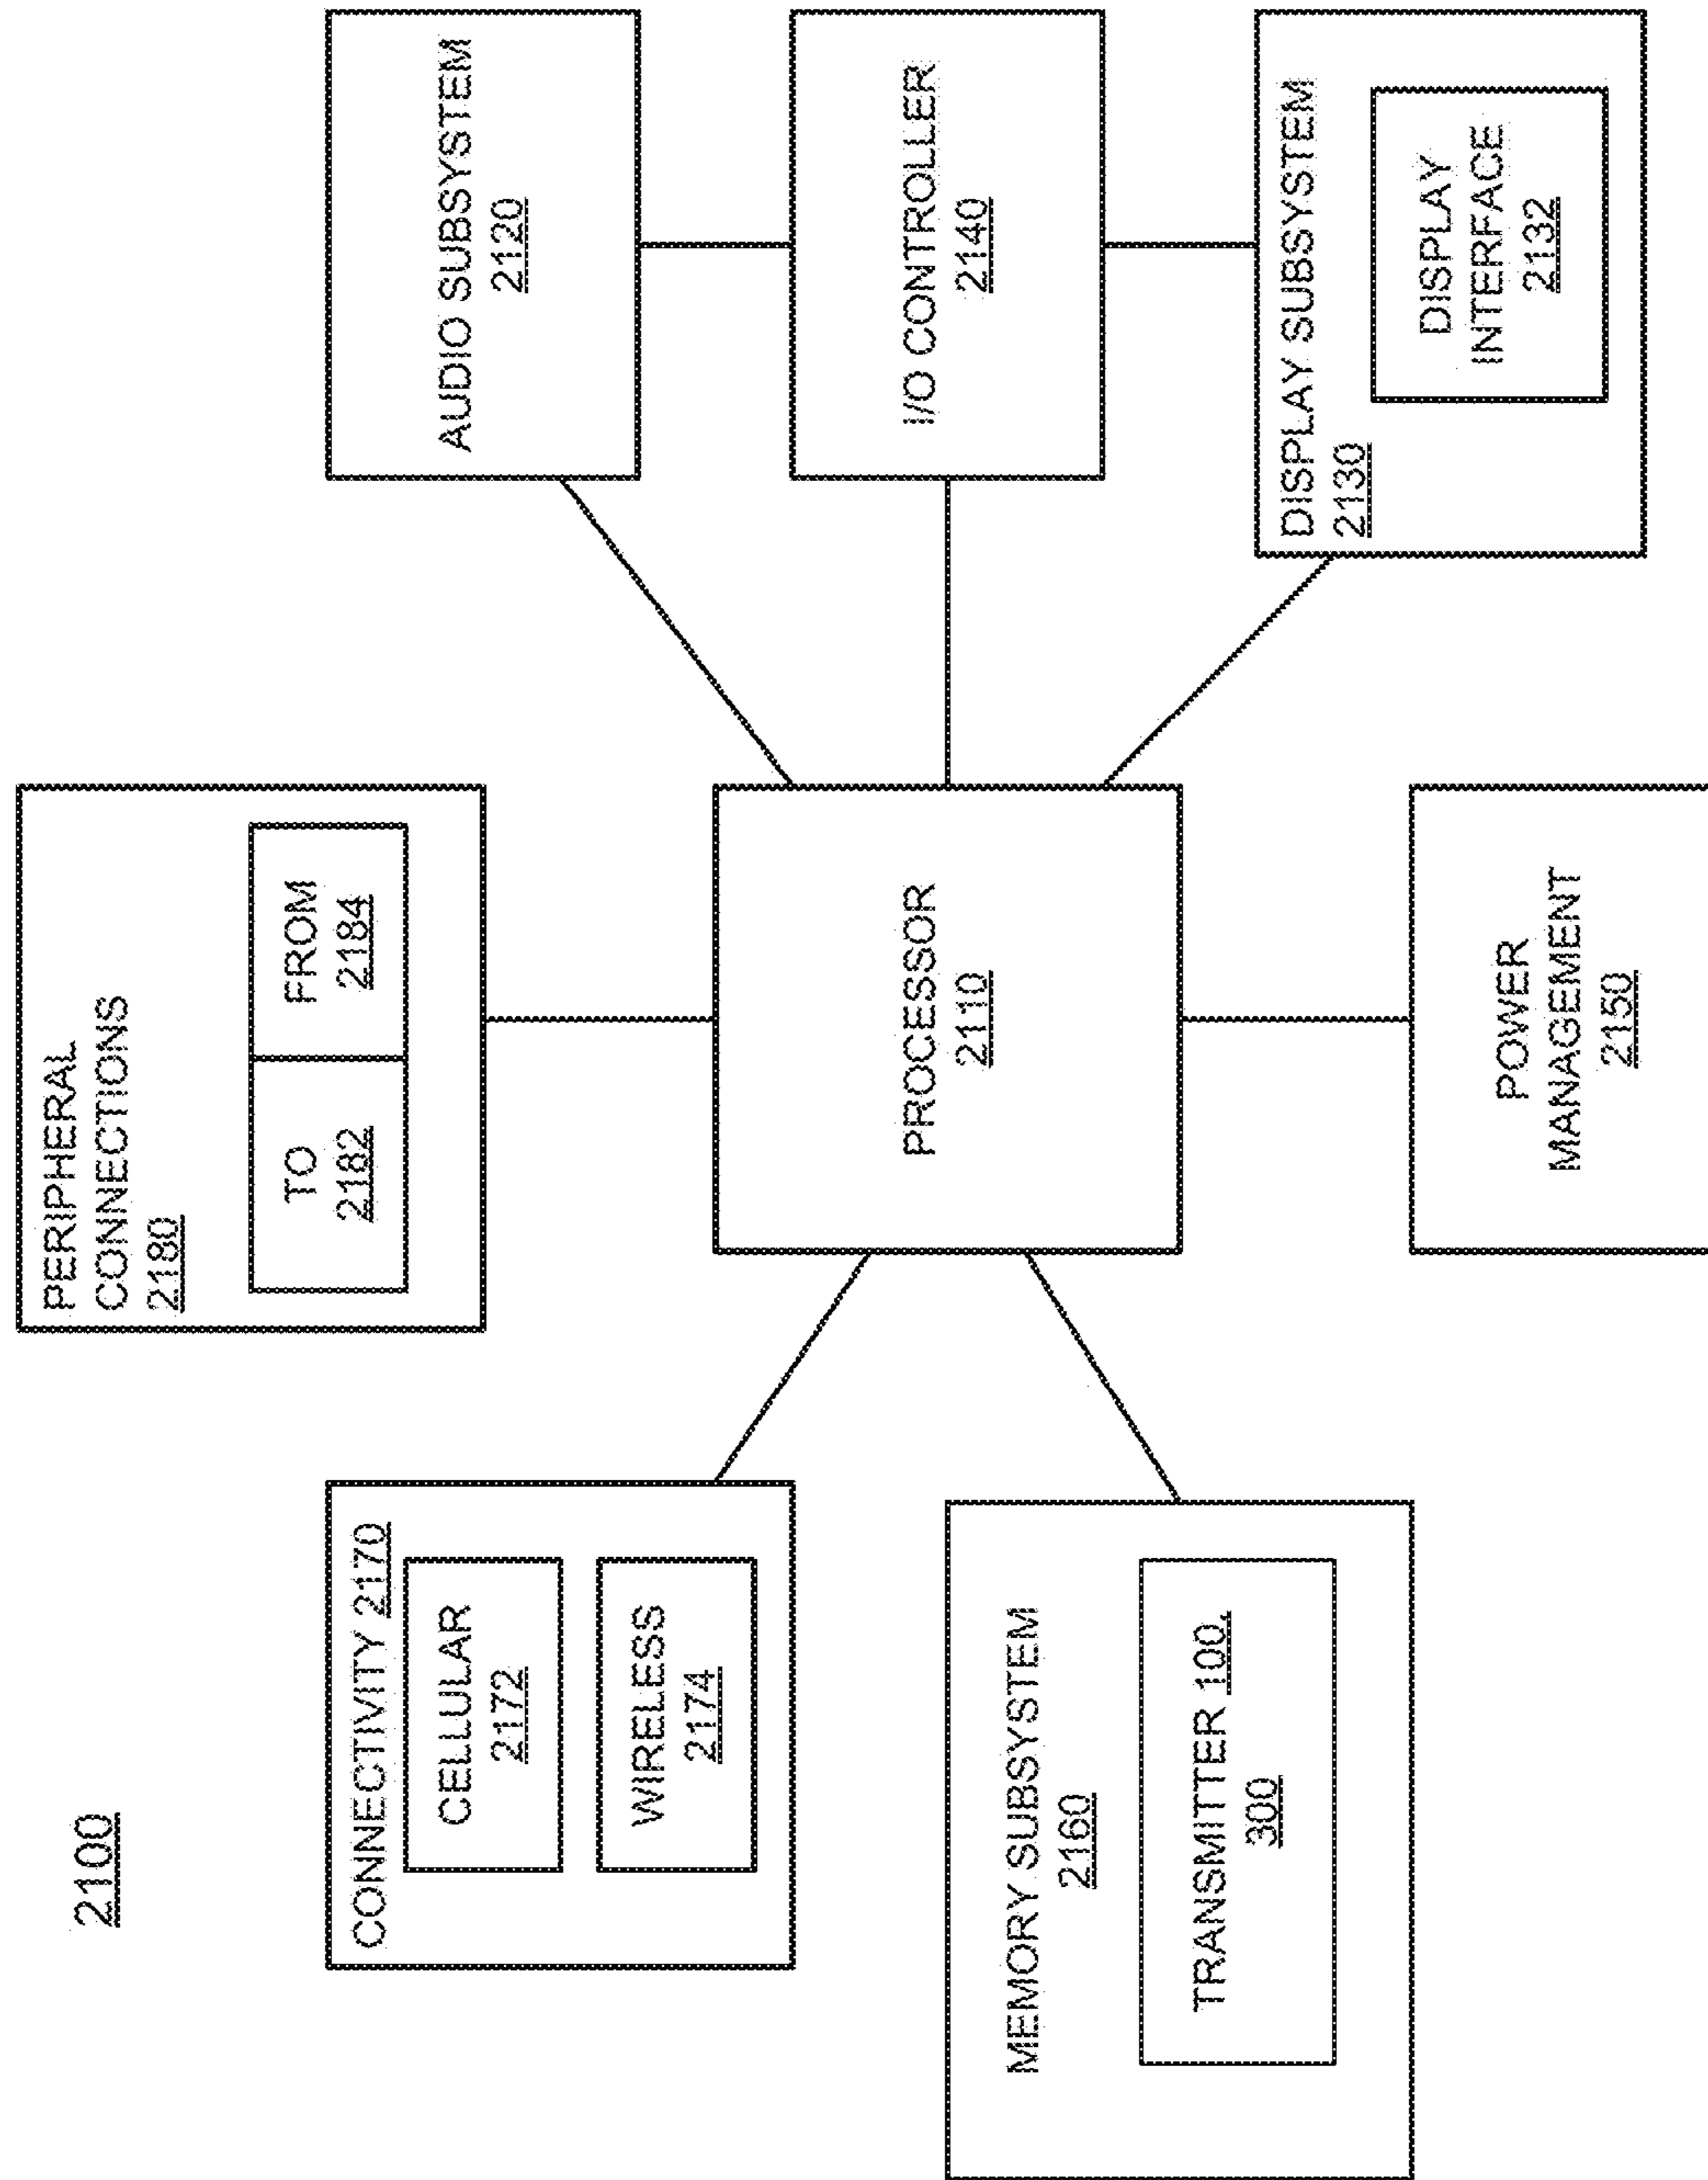 2100
PERIPHERAL
CONNECTIONS
2180
TO
2182
FROM
2184
CONNECTIVITY 2170
CELLULAR
2172
WIRELESS
2174
AUDIO SUBSYSTEM
2120
PROCESSOR
2110
I/O CONTROLLER
2140
MEMORY SUBSYSTEM
2160
TRANSMITTER 100,
300
DISPLAY SUBSYSTEM
2130
DISPLAY
INTERFACE
2132
POWER
MANAGEMENT
2150